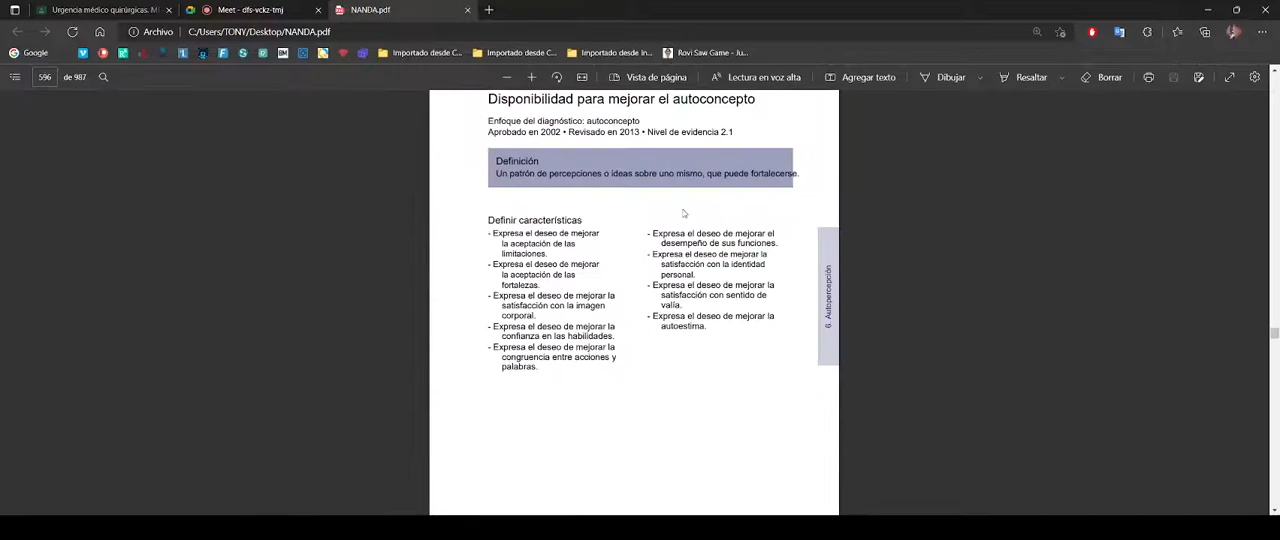 Urgencia médico quirúrgicas. M
Meet - dfs-vckz-tmj
NANDA.pdf
Archivo
C:/Users/TONY/Desktop/NANDA.pdf
Google
Importado desde C...
Importado desde C...
Importado desde In...
Rovi Saw Game - Ju...
596
de 987
Vista de página
Lectura en voz alta
Agregar texto
Dibujar
Resaltar
Borrar
Disponibilidad para mejorar el autoconcepto
Enfoque del diagnóstico: autoconcepto
Aprobado en 2002 • Revisado en 2013 • Nivel de evidencia 2.1
Definición
Un patrón de percepciones o ideas sobre uno mismo, que puede fortalecerse.
Definir características
- Expresa el deseo de mejorar
la aceptación de las
limitaciones.
- Expresa el deseo de mejorar
la aceptación de las
fortalezas.
- Expresa el deseo de mejorar la
satisfacción con la imagen
corporal.
- Expresa el deseo de mejorar la
confianza en las habilidades.
- Expresa el deseo de mejorar la
congruencia entre acciones y
palabras.
- Expresa el deseo de mejorar el
desempeño de sus funciones.
- Expresa el deseo de mejorar la
satisfacción con la identidad
personal.
- Expresa el deseo de mejorar la
satisfacción con sentido de
valía.
- Expresa el deseo de mejorar la
autoestima.
6. Autopercepción